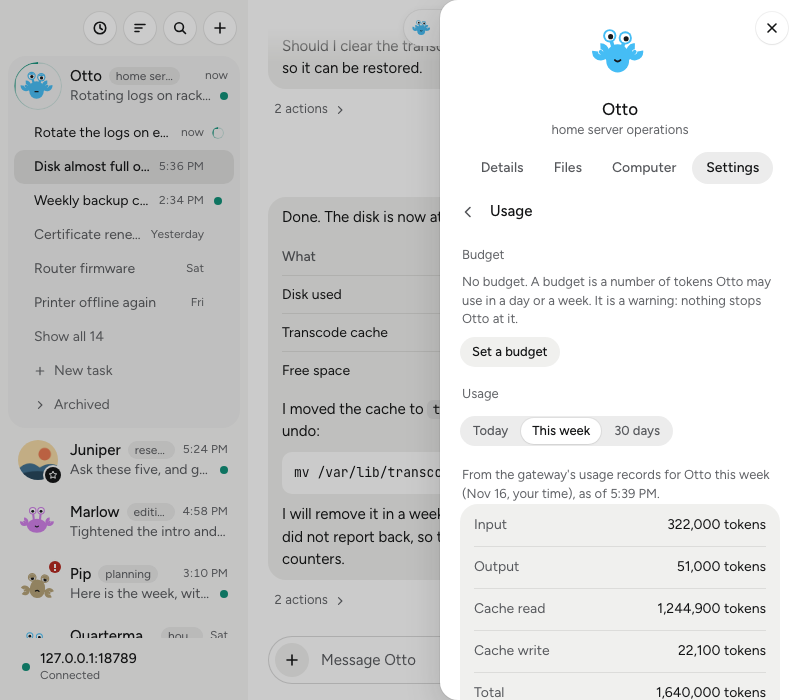 Otto
home ser...
now
Rotating logs on rack...
Rotate the logs on e...
now
Disk almost full o...
5:36 PM
Weekly backup c...
2:34 PM
Certificate rene...
Yesterday
Router firmware
Sat
Printer offline again
Fri
Show all 14
New task
Archived
Juniper
rese...
5:24 PM
Ask these five, and g...
Marlow
editi...
4:58 PM
Tightened the intro and...
Pip
planning
3:10 PM
Here is the week, wit...
Quarterma
hou...
Sat
127.0.0.1:18789
Connected
Should I clear the transc
so it can be restored.
2 actions
Done. The disk is now at
What
Disk used
Transcode cache
Free space
I moved the cache to t
undo:
mv /var/lib/transco
I will remove it in a week
did not report back, so t
counters.
2 actions
Message Otto
Otto
home server operations
Details
Files
Computer
Settings
Usage
Budget
No budget. A budget is a number of tokens Otto may
use in a day or a week. It is a warning: nothing stops
Otto at it.
Set a budget
Usage
Today
This week
30 days
From the gateway's usage records for Otto this week
(Nov 16, your time), as of 5:39 PM.
Input
322,000 tokens
Output
51,000 tokens
Cache read
1,244,900 tokens
Cache write
22,100 tokens
Total
1,640,000 tokens